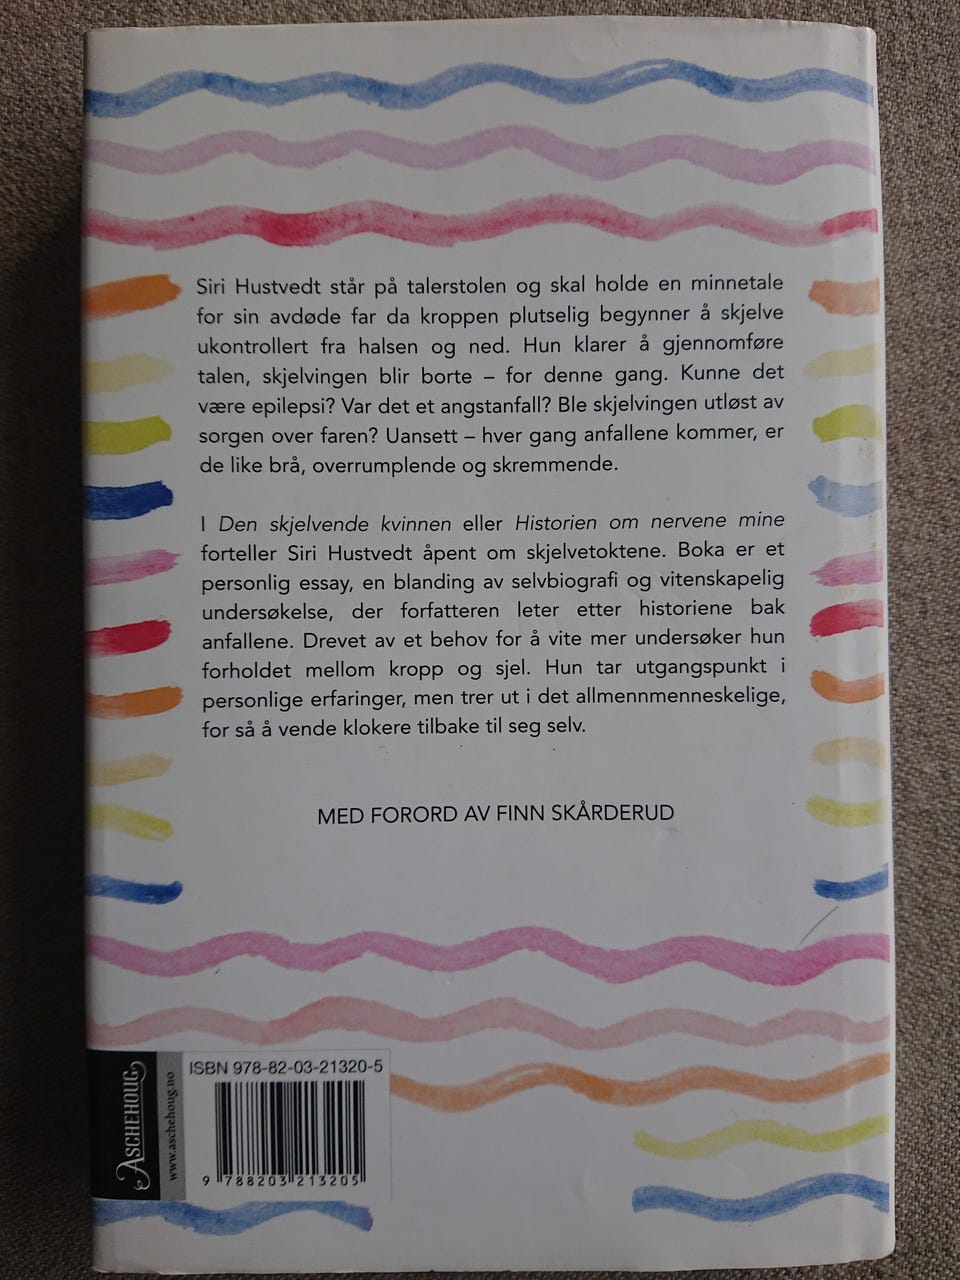 Siri Hustvedt står på talerstolen og skal holde en minnetale
for sin avdøde far da kroppen plutselig begynner å skjelve
ukontrollert fra halsen og ned. Hun klarer å gjennomføre
talen, skjelvingen blir borte – for denne gang. Kunne det
være epilepsi? Var det et angstanfall? Ble skjelvingen utløst av
sorgen over faren? Uansett – hver gang anfallene kommer, er
de like brå, overrumplende og skremmende.
I Den skjelvende kvinnen eller Historien om nervene mine
forteller Siri Hustvedt åpent om skjelvetoktene. Boka er et
personlig essay, en blanding av selvbiografi og vitenskapelig
undersøkelse, der forfatteren leter etter historiene bak
anfallene. Drevet av et behov for å vite mer undersøker hun
forholdet mellom kropp og sjel. Hun tar utgangspunkt i
personlige erfaringer, men trer ut i det allmennmenneskelige,
for så å vende klokere tilbake til seg selv.
MED FORORD AV FINN SKÅRDERUD
ASCHEHOUG
www.aschehoug.no
ISBN 978-82-03-21320-5
9 788203 213205